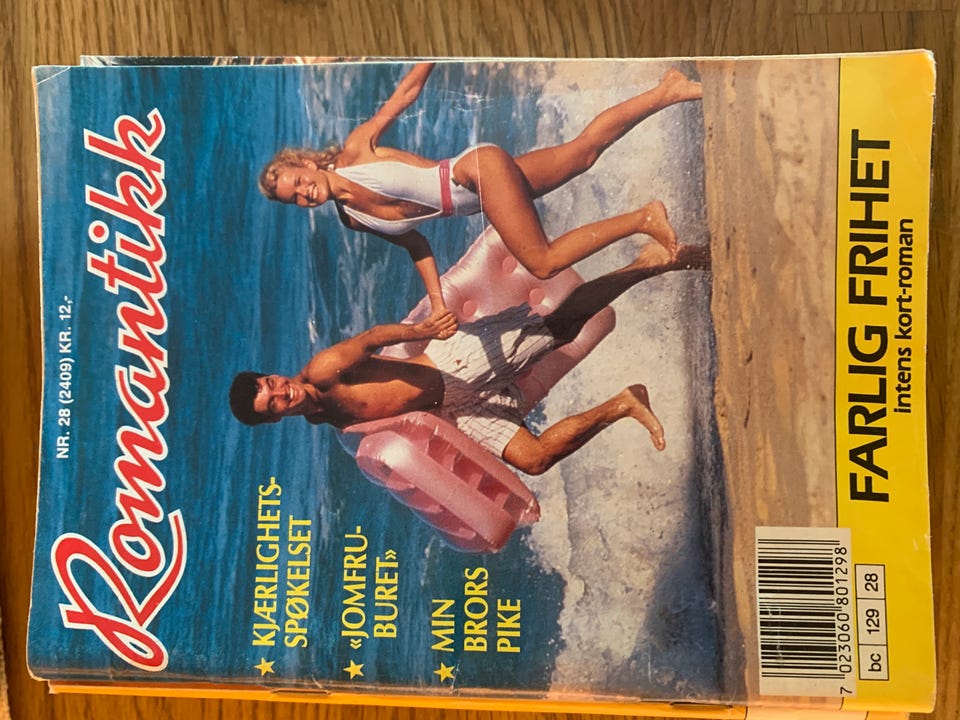 NR. 28 (2409) KR. 12,-
Romantikk
★ KJÆRLIGHETS-
SPØKELSET
★ «JOMFRU-
BURET»
★ MIN
BRORS
PIKE
7 023060 801298
bc 129 28
FARLIG FRIHET
intens kort-roman